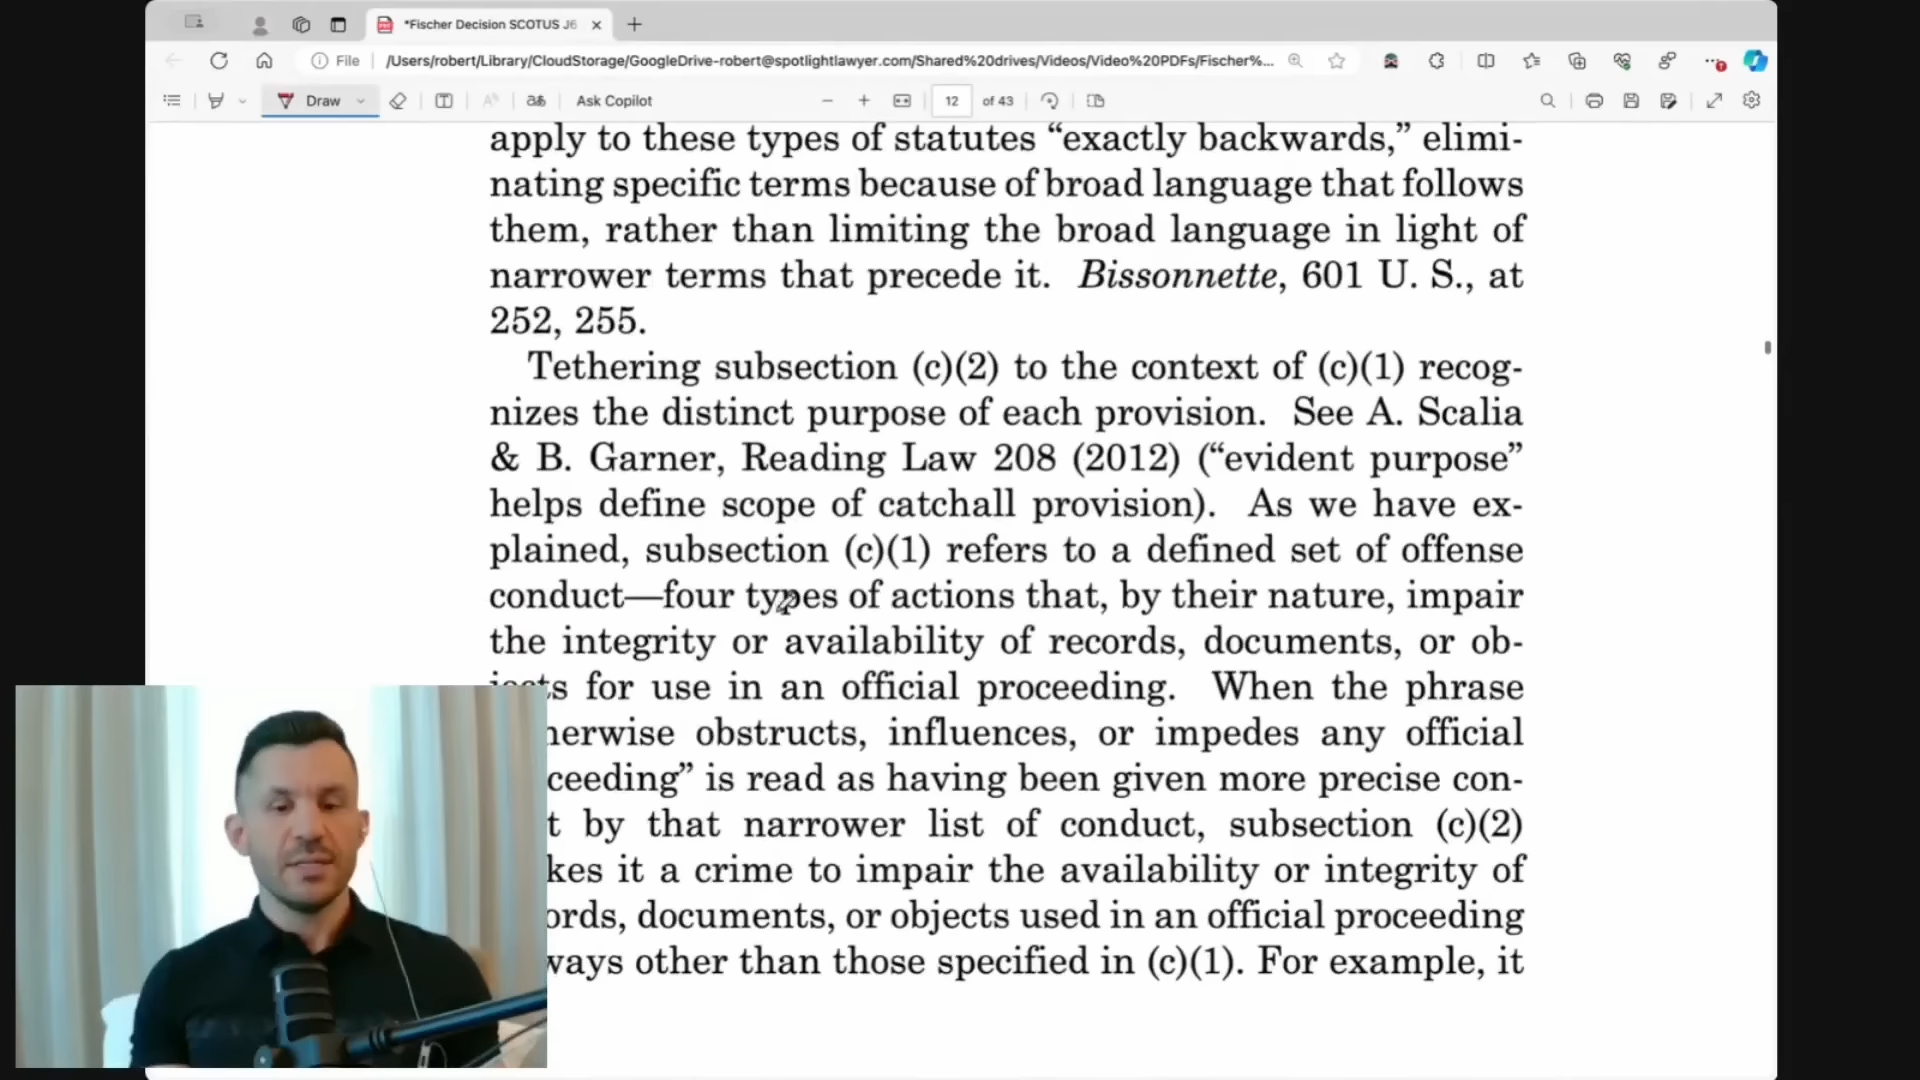 *Fischer Decision SCOTUS J6
File
/Users/robert/Library/CloudStorage/GoogleDrive-robert@spotlightlawyer.com/Shared%20drives/Videos/Video%20PDFs/Fischer%...
Draw
Ask Copilot
12 of 43
apply to these types of statutes “exactly backwards,” elimi-
nating specific terms because of broad language that follows
them, rather than limiting the broad language in light of
narrower terms that precede it. Bissonnette, 601 U. S., at
252, 255.
Tethering subsection (c)(2) to the context of (c)(1) recog-
nizes the distinct purpose of each provision. See A. Scalia
& B. Garner, Reading Law 208 (2012) (“evident purpose”
helps define scope of catchall provision). As we have ex-
plained, subsection (c)(1) refers to a defined set of offense
conduct—four types of actions that, by their nature, impair
the integrity or availability of records, documents, or ob-
jects for use in an official proceeding. When the phrase
herwise obstructs, influences, or impedes any official
ceeding” is read as having been given more precise con-
t by that narrower list of conduct, subsection (c)(2)
kes it a crime to impair the availability or integrity of
ords, documents, or objects used in an official proceeding
ways other than those specified in (c)(1). For example, it